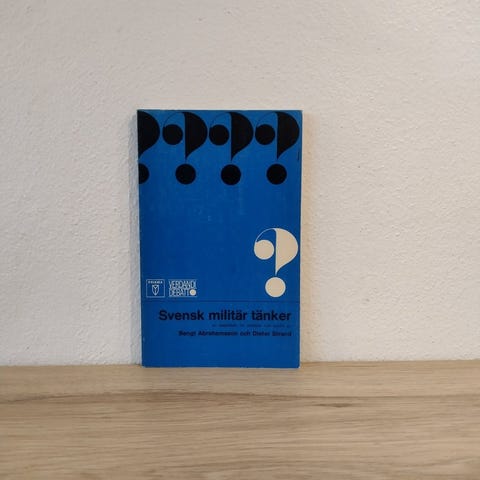 PRISMA
VERDANDI
DEBATT
Svensk militär tänker
Bengt Abrahamsson och Dieter Strand